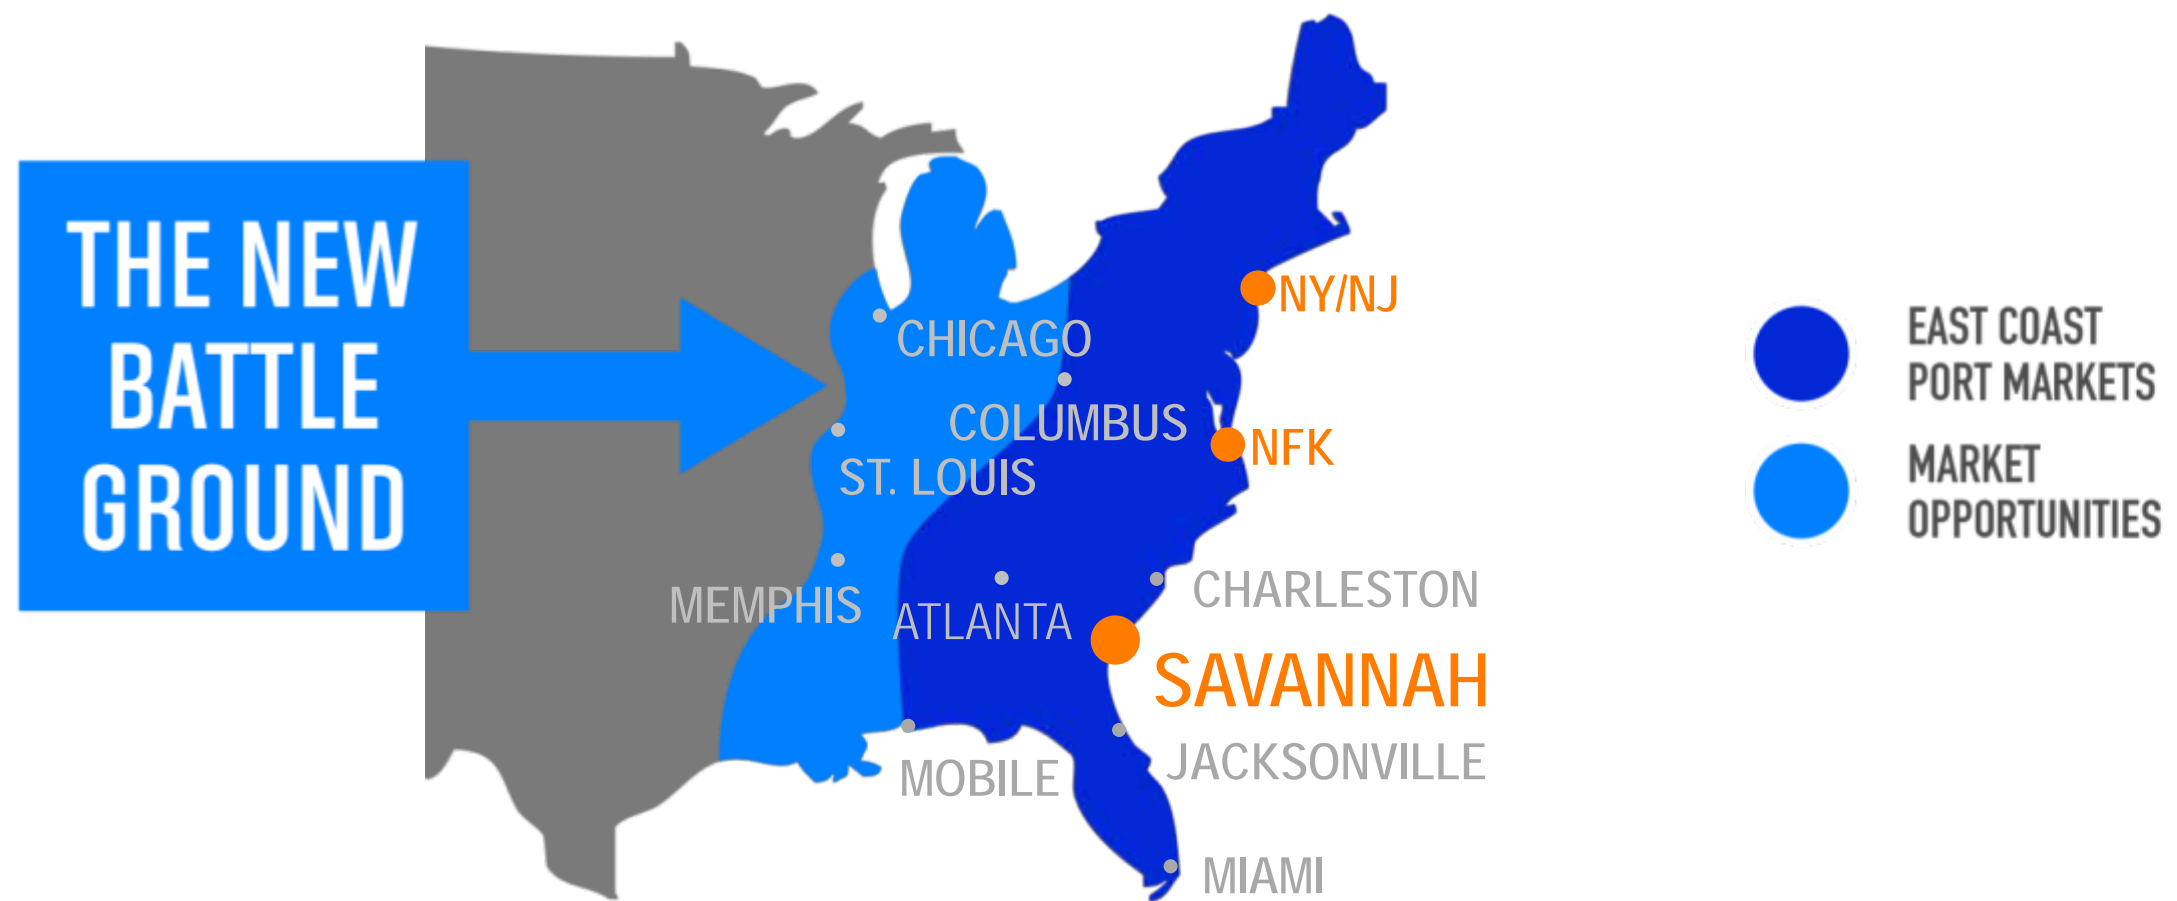 THE NEW
BATTLE
GROUND
NY/NJ
CHICAGO
COLUMBUS
NFK
ST. LOUIS
MEMPHIS
ATLANTA
CHARLESTON
SAVANNAH
JACKSONVILLE
MOBILE
MIAMI
EAST COAST
PORT MARKETS
MARKET
OPPORTUNITIES